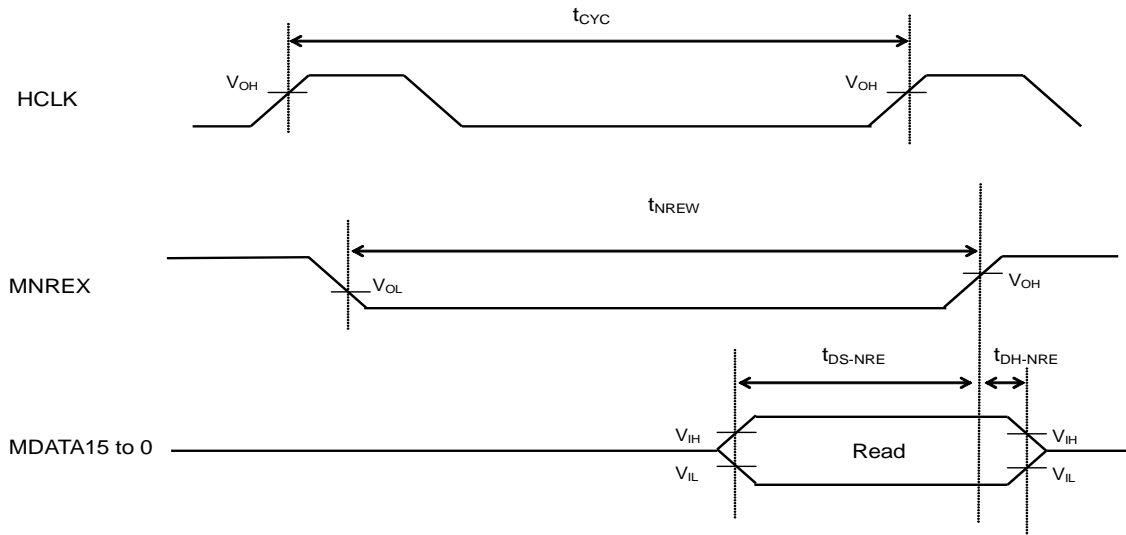 tCYC
VOH
VOH
HCLK
tNREW
MNREX
VOL
VOH
tDS-NRE
tDH-NRE
VIH
VIH
MDATA15 to 0
Read
VIL
VIL